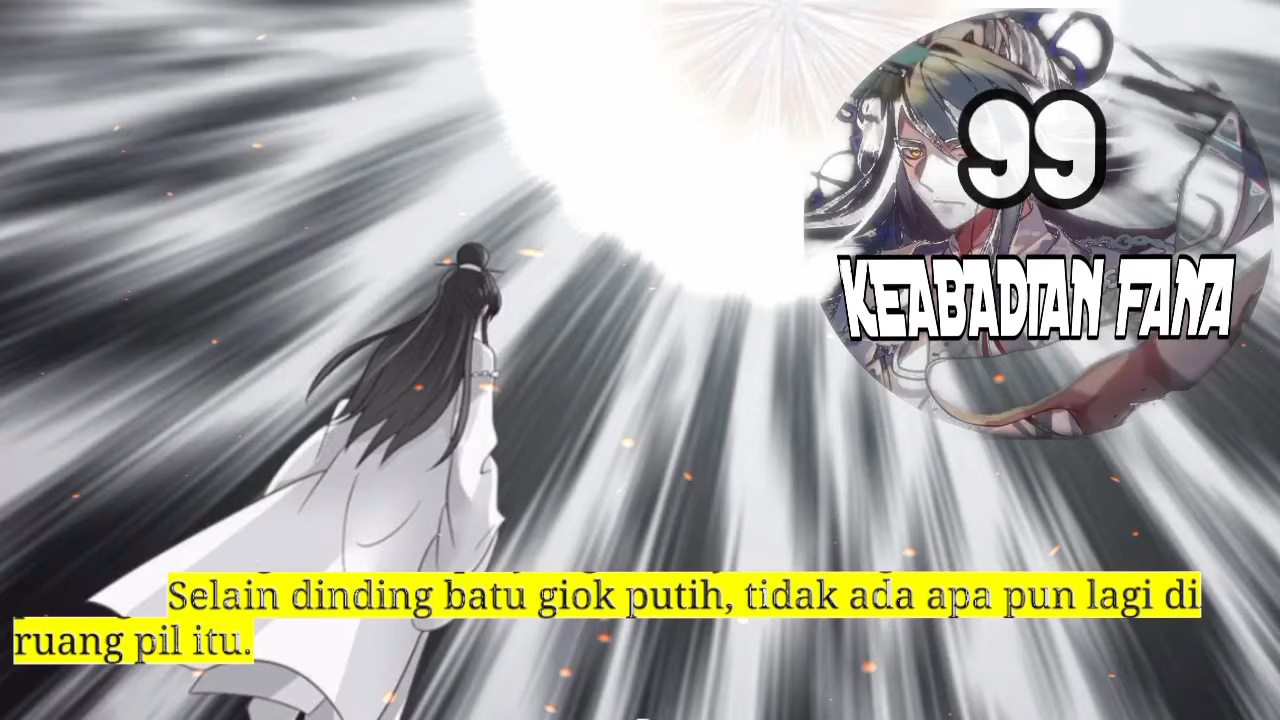 99
KEABADIAN FANA
Selain dinding batu giok putih, tidak ada apa pun lagi di
ruang pil itu.